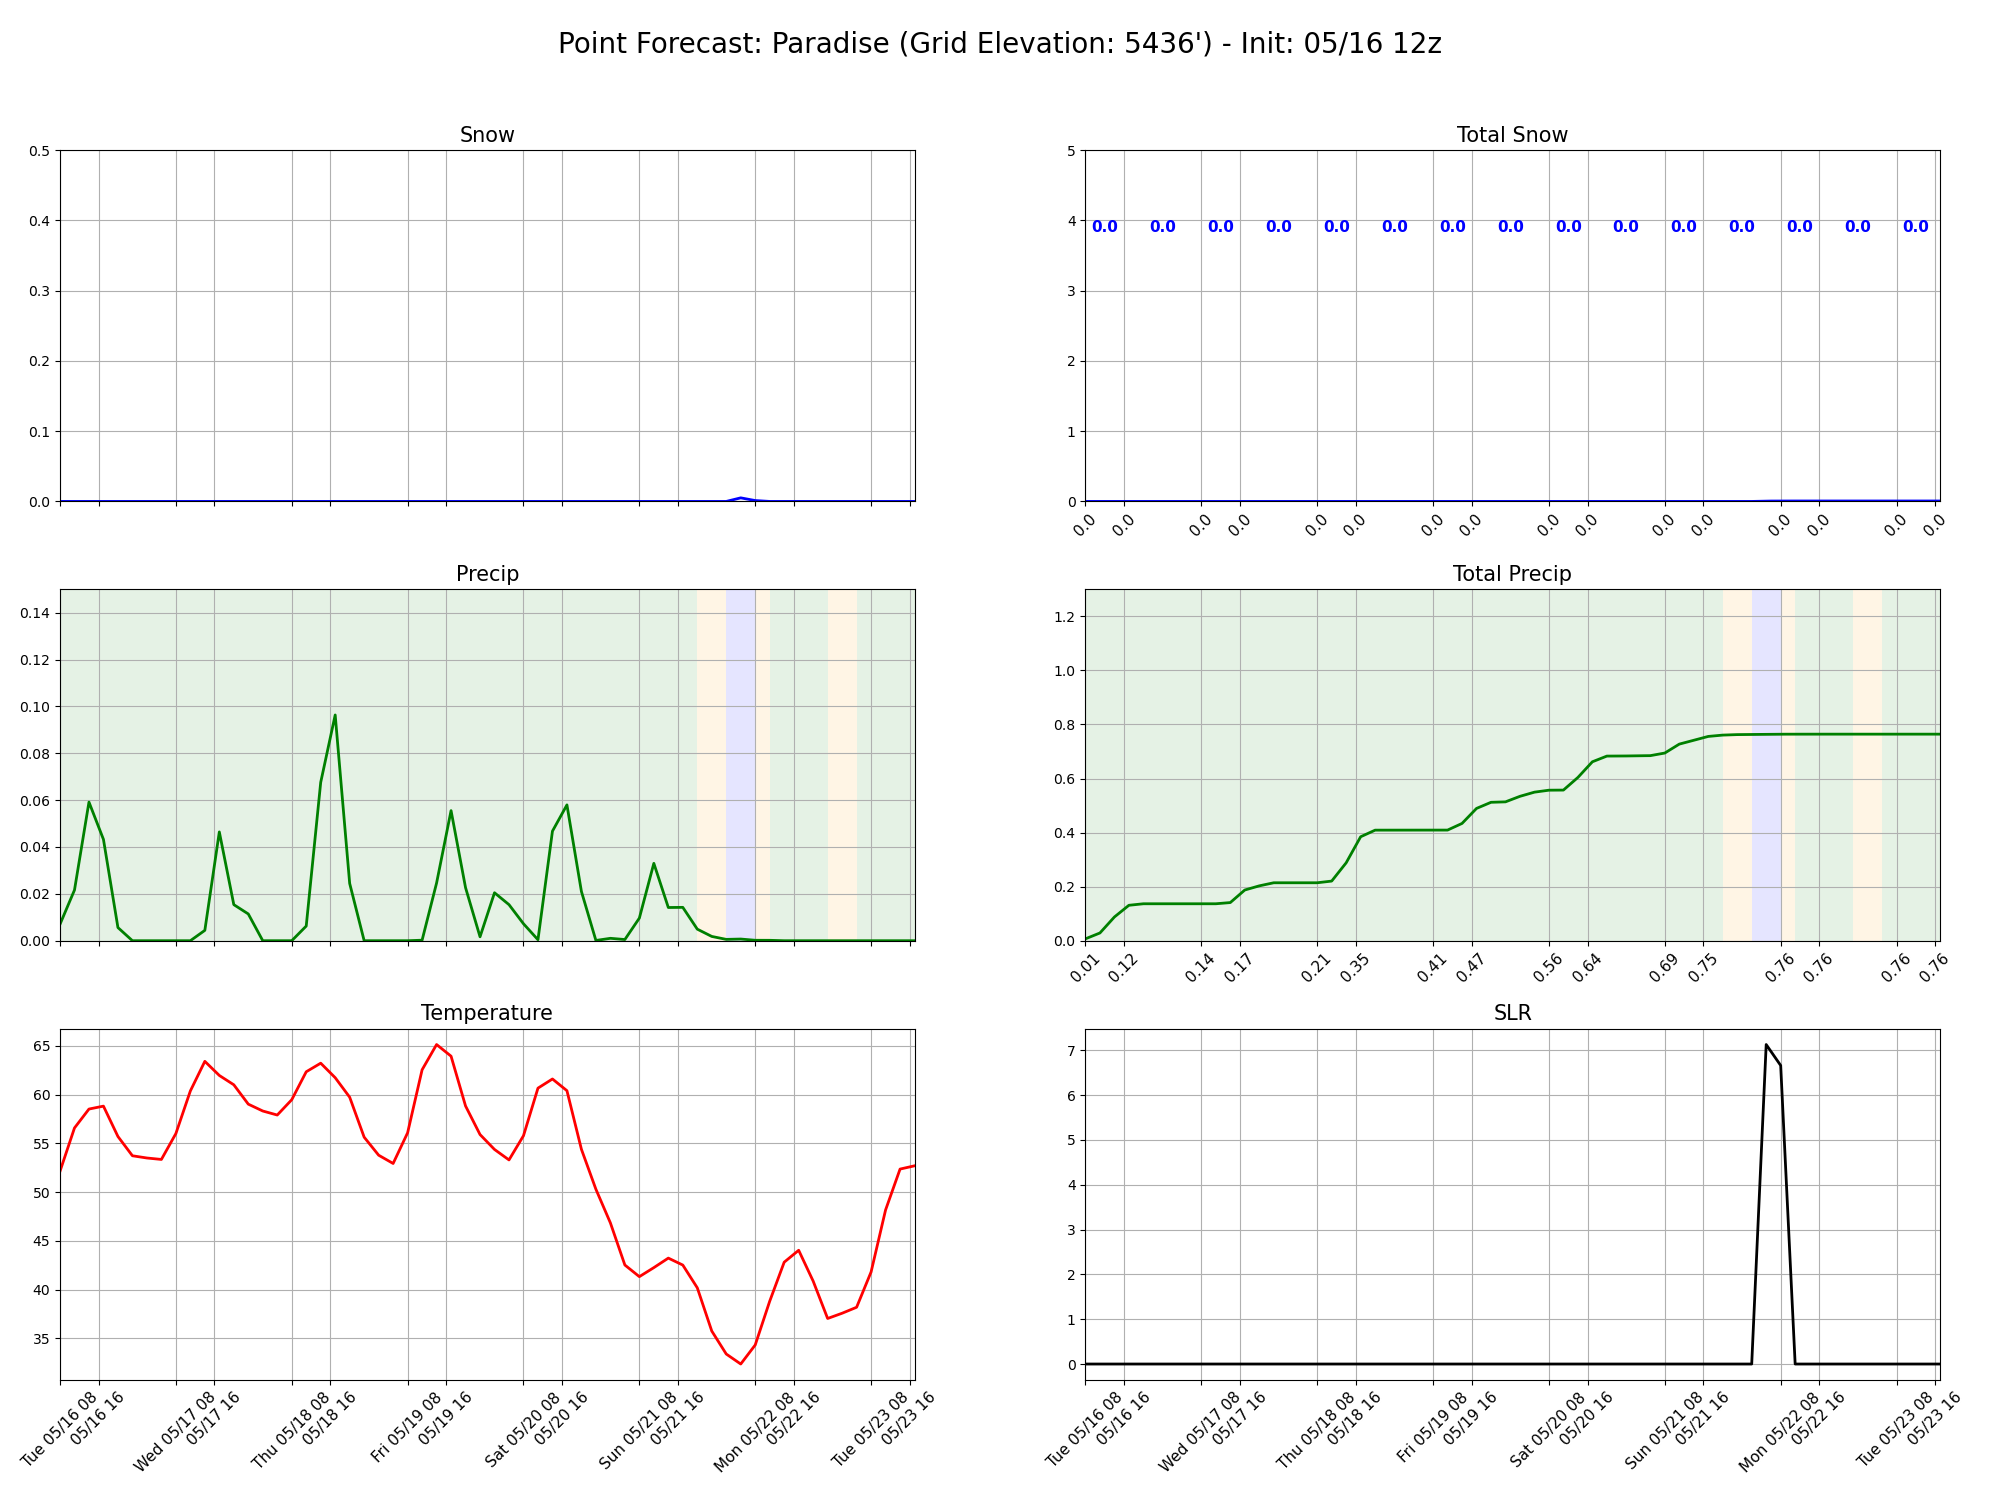 Point Forecast: Paradise (Grid Elevation: 5436') - Init: 05/16 12z
Snow
0.5
0.4
0.3
0.2
0.1
0.0
Total Snow
5
4
3
2
1
0
0.0 0.0 0.0 0.0 0.0 0.0 0.0 0.0 0.0 0.0 0.0 0.0 0.0 0.0 0.0
0.0 0.0 0.0 0.0 0.0 0.0 0.0 0.0 0.0 0.0 0.0 0.0 0.0 0.0 0.0 0.0
Precip
0.14
0.12
0.10
0.08
0.06
0.04
0.02
0.00
Total Precip
1.2
1.0
0.8
0.6
0.4
0.2
0.0
0.01 0.12 0.14 0.17 0.21 0.35 0.41 0.47 0.56 0.64 0.69 0.75 0.76 0.76 0.76 0.76
Temperature
65
60
55
50
45
40
35
Tue 05/16 08
05/16 16
Wed 05/17 08
05/17 16
Thu 05/18 08
05/18 16
Fri 05/19 08
05/19 16
Sat 05/20 08
05/20 16
Sun 05/21 08
05/21 16
Mon 05/22 08
05/22 16
Tue 05/23 08
05/23 16
SLR
7
6
5
4
3
2
1
0
Tue 05/16 08
05/16 16
Wed 05/17 08
05/17 16
Thu 05/18 08
05/18 16
Fri 05/19 08
05/19 16
Sat 05/20 08
05/20 16
Sun 05/21 08
05/21 16
Mon 05/22 08
05/22 16
Tue 05/23 08
05/23 16